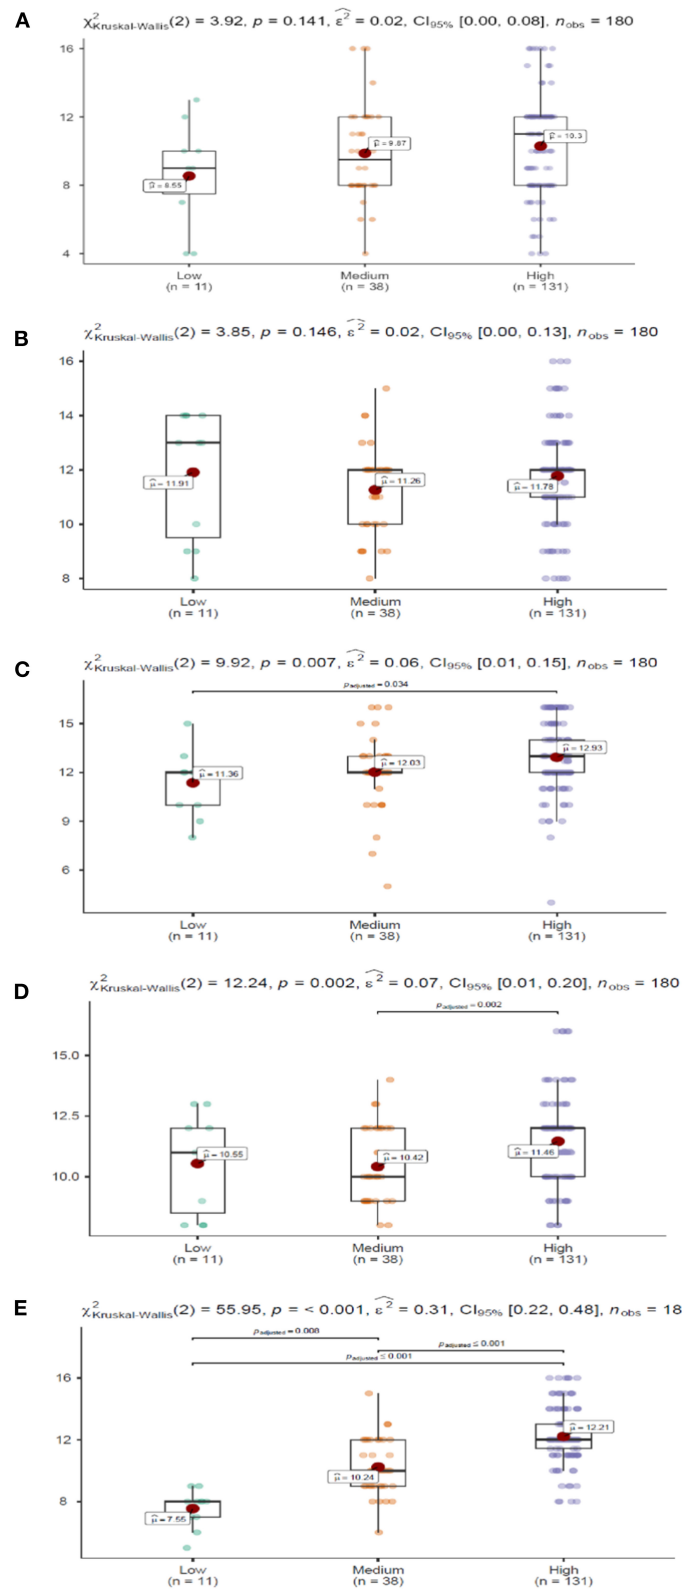 A
χ²Kruskal-Wallis(2) = 3.92, p = 0.141, ε̂² = 0.02, CI95% [0.00, 0.08], nobs = 180
16
12
8
4
μ̂ = 8.55
μ̂ = 9.87
μ̂ = 10.3
Low Medium High
(n = 11) (n = 38) (n = 131)
B
χ²Kruskal-Wallis(2) = 3.85, p = 0.146, ε̂² = 0.02, CI95% [0.00, 0.13], nobs = 180
16
14
12
10
8
μ̂ = 11.91
μ̂ = 11.26
μ̂ = 11.78
Low Medium High
(n = 11) (n = 38) (n = 131)
C
χ²Kruskal-Wallis(2) = 9.92, p = 0.007, ε̂² = 0.06, CI95% [0.01, 0.15], nobs = 180
padjusted = 0.034
15
12
9
6
μ̂ = 11.36
μ̂ = 12.03
μ̂ = 12.93
Low Medium High
(n = 11) (n = 38) (n = 131)
D
χ²Kruskal-Wallis(2) = 12.24, p = 0.002, ε̂² = 0.07, CI95% [0.01, 0.20], nobs = 180
padjusted = 0.002
15.0
12.5
10.0
μ̂ = 10.55
μ̂ = 10.42
μ̂ = 11.46
Low Medium High
(n = 11) (n = 38) (n = 131)
E
χ²Kruskal-Wallis(2) = 55.95, p = < 0.001, ε̂² = 0.31, CI95% [0.22, 0.48], nobs = 18
padjusted = 0.008
padjusted ≤ 0.001
padjusted ≤ 0.001
16
12
8
μ̂ = 7.55
μ̂ = 10.24
μ̂ = 12.21
Low Medium High
(n = 11) (n = 38) (n = 131)